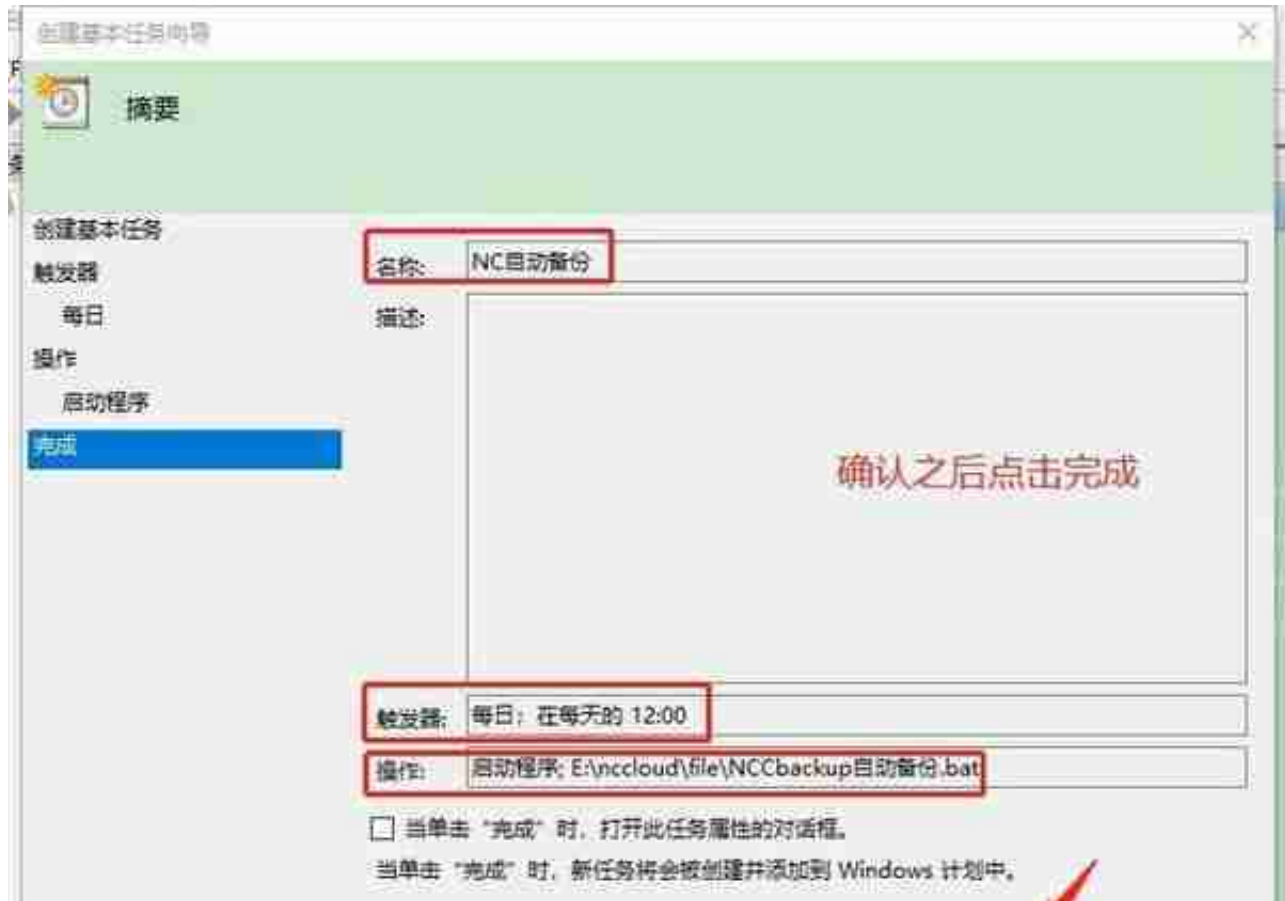 创建基本任务向导
摘要
创建基本任务
触发器
每日
操作
启动程序
完成
名称: NC自动备份
描述:
确认之后点击完成
触发器: 每日; 在每天的 12:00
操作: 启动程序; E:\nccloud\file\NCCbackup自动备份.bat
当单击“完成”时，打开此任务属性的对话框。
当单击“完成”时，新任务将会被创建并添加到 Windows 计划中。